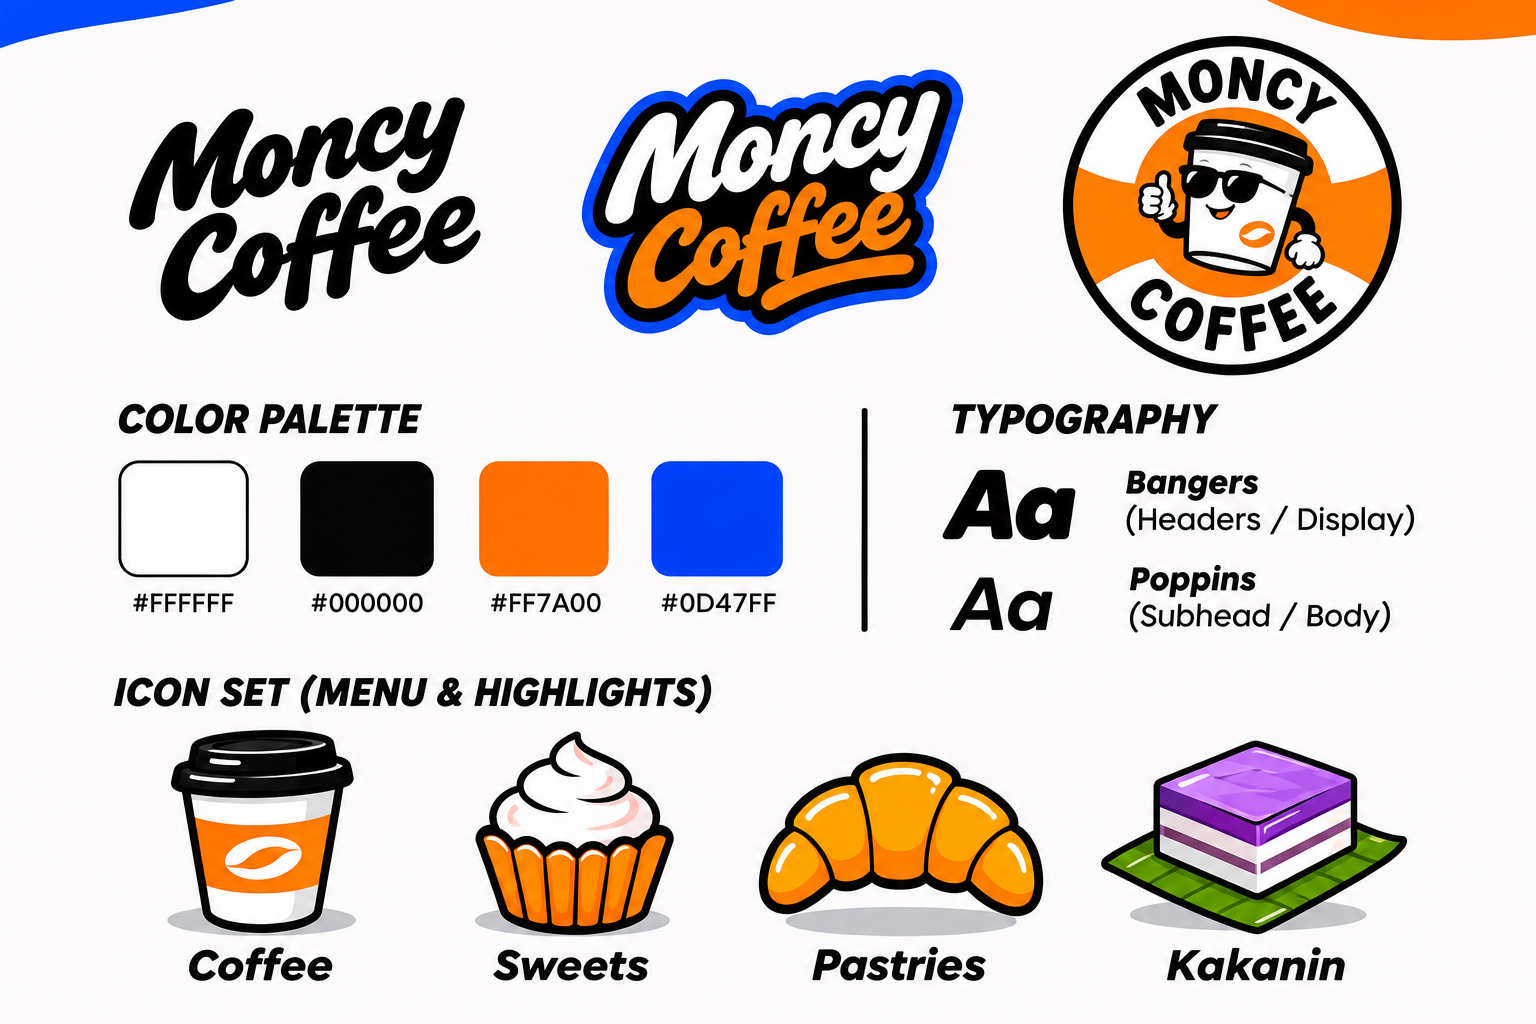 Moncy
Coffee
Moncy
Coffee
MONCY
COFFEE
COLOR PALETTE
#FFFFFF
#000000
#FF7A00
#0D47FF
TYPOGRAPHY
Aa
Bangers
(Headers / Display)
Aa
Poppins
(Subhead / Body)
ICON SET (MENU & HIGHLIGHTS)
Coffee
Sweets
Pastries
Kakanin